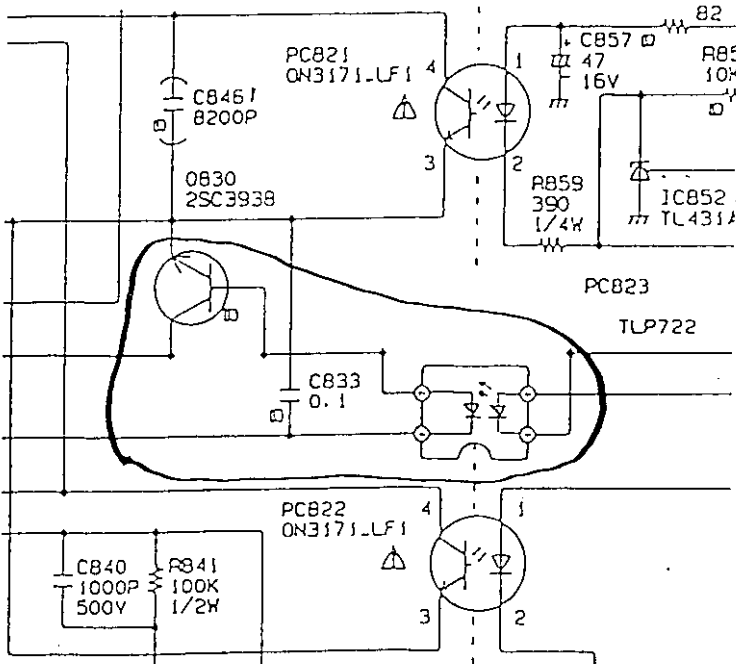 82
PC821
ON3171_LF1
4
1
C857
47
16V
R85
10K
C8461
8200P
3
2
Q830
2SC3938
R859
390
1/4W
IC852
TL431A
PC823
TLP722
C833
0.1
PC822
ON3171_LF1
4
1
C840
1000P
500V
R841
100K
1/2W
3
2